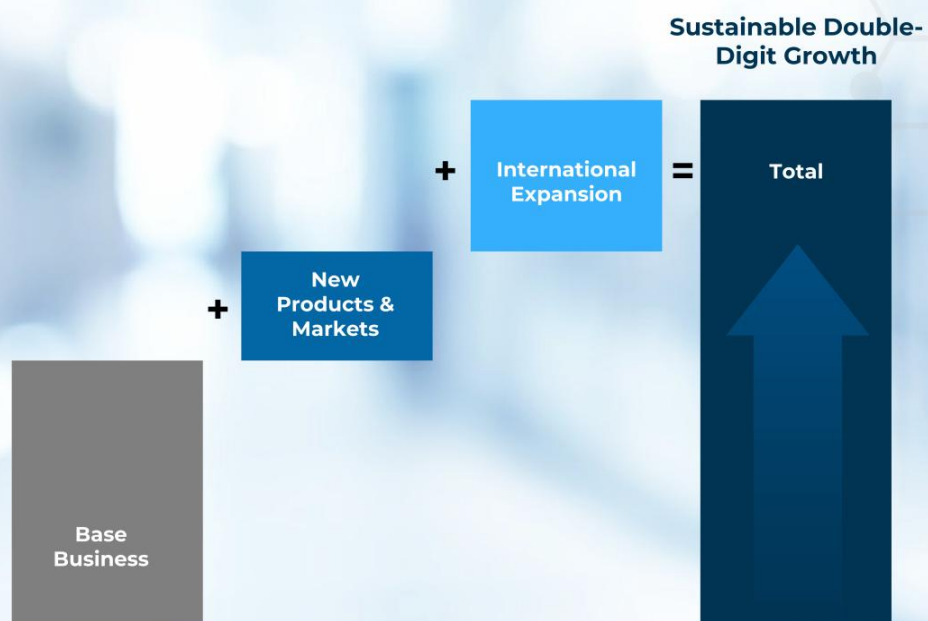 Sustainable Double-
Digit Growth
+
International
Expansion
=
Total
New
Products &
Markets
+
Base
Business